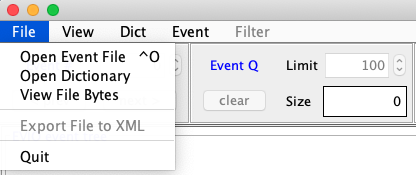 File View Dict Event Filter
Open Event File ^O
Open Dictionary
View File Bytes
Export File to XML
Quit
Event Q Limit 100
clear Size 0